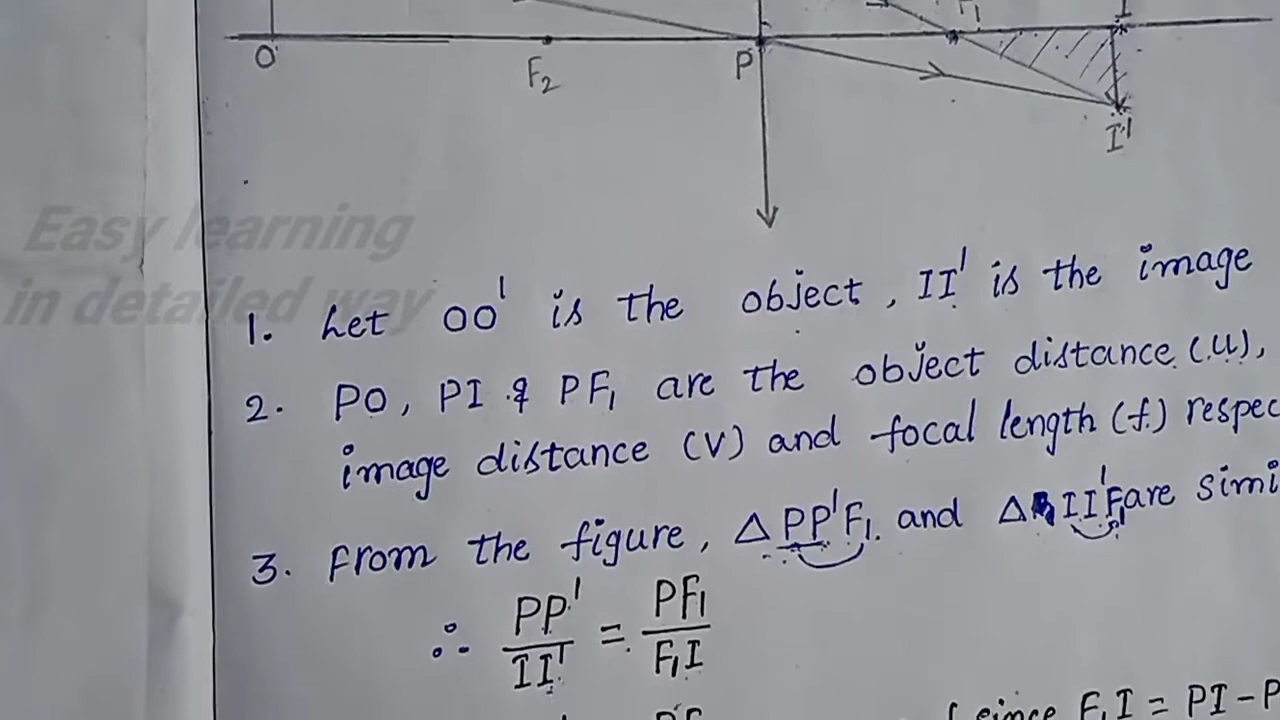 O F₂ P F₁ I
I'
Easy learning
in detailed way
1. Let OO' is the object, II' is the image
2. PO, PI & PF₁ are the object distance (u),
image distance (V) and focal length (f) respec
3. From the figure, △PP'F₁ and △ II'F₁ are simi
∴ PP'/II' = PF₁/F₁I
(since F₁I = PI - P